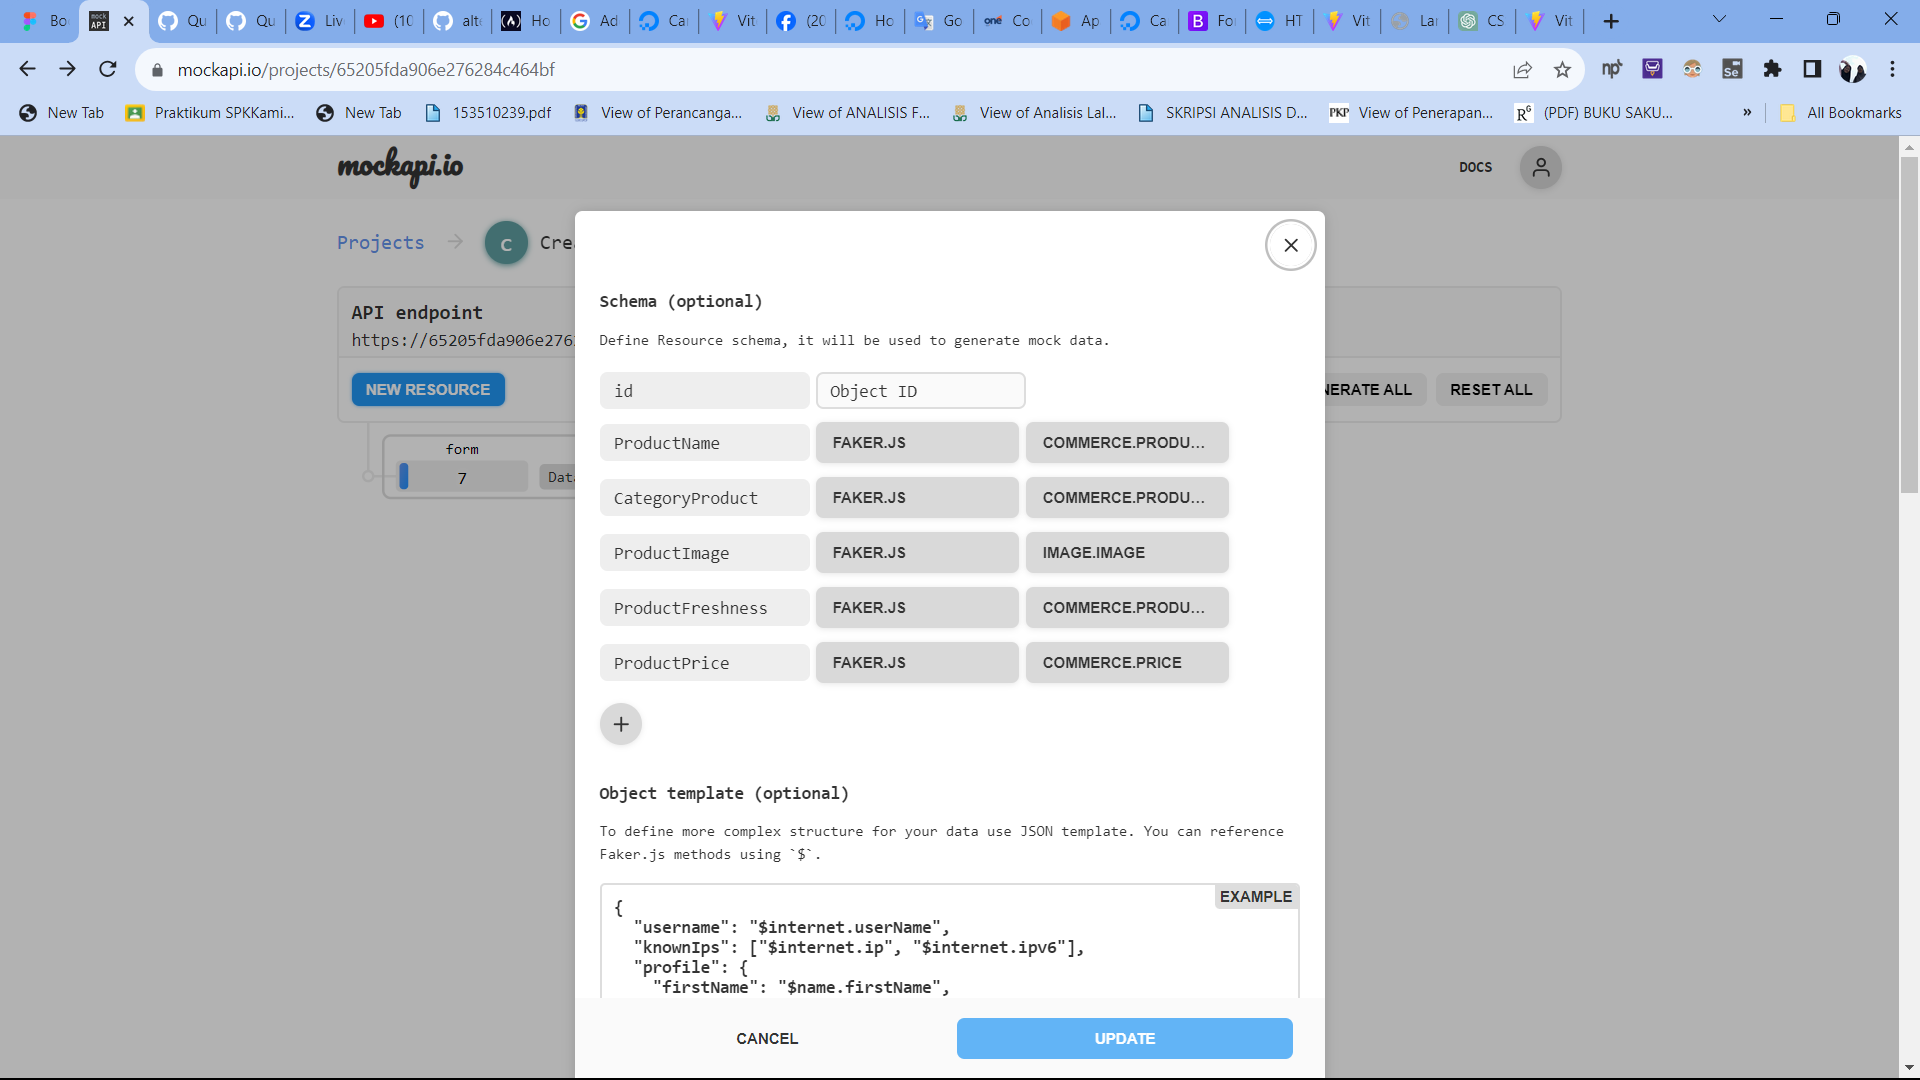 Bo
mock API
Qu
Qu
Liv
(10
alt
Ho
Ad
Ca
Vit
(20
Ho
Go
Co
Ap
Ca
Fo
HT
Vit
Lar
CS
Vit
mockapi.io/projects/65205fda906e276284c464bf
New Tab
Praktikum SPKKami...
New Tab
153510239.pdf
View of Perancanga...
View of ANALISIS F...
View of Analisis Lal...
SKRIPSI ANALISIS D...
PKP View of Penerapan...
(PDF) BUKU SAKU...
»
All Bookmarks
mockapi.io
DOCS
Projects
C
Crea
API endpoint
https://65205fda906e276
NEW RESOURCE
NERATE ALL
RESET ALL
form
7
Data
Schema (optional)
Define Resource schema, it will be used to generate mock data.
id
Object ID
ProductName
FAKER.JS
COMMERCE.PRODU...
CategoryProduct
FAKER.JS
COMMERCE.PRODU...
ProductImage
FAKER.JS
IMAGE.IMAGE
ProductFreshness
FAKER.JS
COMMERCE.PRODU...
ProductPrice
FAKER.JS
COMMERCE.PRICE
+
Object template (optional)
To define more complex structure for your data use JSON template. You can reference
Faker.js methods using `$`.
EXAMPLE
{
"username": "$internet.userName",
"knownIps": ["$internet.ip", "$internet.ipv6"],
"profile": {
"firstName": "$name.firstName",
CANCEL
UPDATE